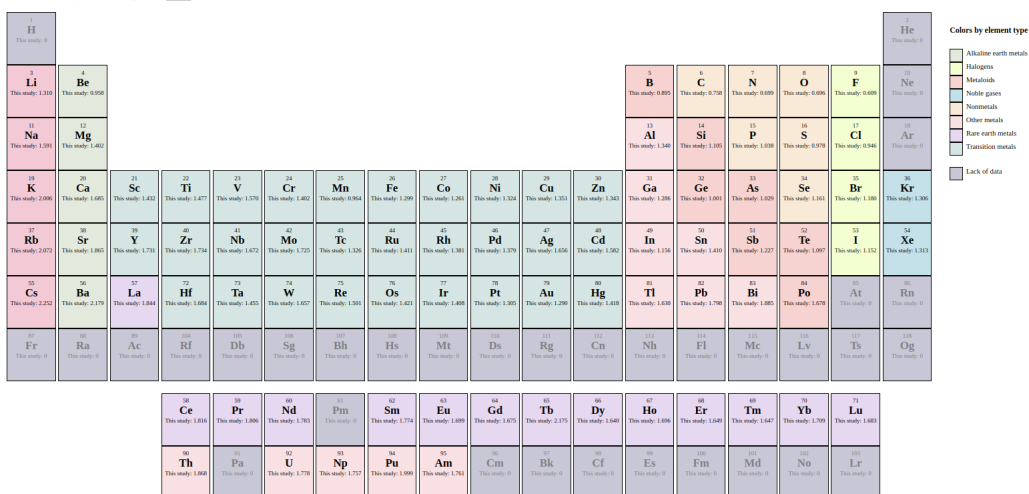 1 2
H He
This study: 0 This study: 0
3 4 5 6 7 8 9 10
Li Be B C N O F Ne
This study: 1.310 This study: 0.958 This study: 0.895 This study: 0.758 This study: 0.699 This study: 0.696 This study: 0.609 This study: 0
11 12 13 14 15 16 17 18
Na Mg Al Si P S Cl Ar
This study: 1.591 This study: 1.402 This study: 1.340 This study: 1.105 This study: 1.038 This study: 0.978 This study: 0.946 This study: 0
19 20 21 22 23 24 25 26 27 28 29 30 31 32 33 34 35 36
K Ca Sc Ti V Cr Mn Fe Co Ni Cu Zn Ga Ge As Se Br Kr
This study: 2.006 This study: 1.685 This study: 1.432 This study: 1.477 This study: 1.570 This study: 1.402 This study: 0.964 This study: 1.299 This study: 1.261 This study: 1.324 This study: 1.351 This study: 1.343 This study: 1.286 This study: 1.001 This study: 1.029 This study: 1.161 This study: 1.180 This study: 1.306
37 38 39 40 41 42 43 44 45 46 47 48 49 50 51 52 53 54
Rb Sr Y Zr Nb Mo Tc Ru Rh Pd Ag Cd In Sn Sb Te I Xe
This study: 2.072 This study: 1.865 This study: 1.731 This study: 1.734 This study: 1.672 This study: 1.725 This study: 1.326 This study: 1.411 This study: 1.381 This study: 1.379 This study: 1.656 This study: 1.582 This study: 1.156 This study: 1.410 This study: 1.227 This study: 1.097 This study: 1.152 This study: 1.313
55 56 57 72 73 74 75 76 77 78 79 80 81 82 83 84 85 86
Cs Ba La Hf Ta W Re Os Ir Pt Au Hg Tl Pb Bi Po At Rn
This study: 2.252 This study: 2.179 This study: 1.844 This study: 1.684 This study: 1.455 This study: 1.657 This study: 1.501 This study: 1.421 This study: 1.408 This study: 1.305 This study: 1.290 This study: 1.418 This study: 1.630 This study: 1.798 This study: 1.885 This study: 1.678 This study: 0 This study: 0
87 88 89 104 105 106 107 108 109 110 111 112 113 114 115 116 117 118
Fr Ra Ac Rf Db Sg Bh Hs Mt Ds Rg Cn Nh Fl Mc Lv Ts Og
This study: 0 This study: 0 This study: 0 This study: 0 This study: 0 This study: 0 This study: 0 This study: 0 This study: 0 This study: 0 This study: 0 This study: 0 This study: 0 This study: 0 This study: 0 This study: 0 This study: 0 This study: 0
58 59 60 61 62 63 64 65 66 67 68 69 70 71
Ce Pr Nd Pm Sm Eu Gd Tb Dy Ho Er Tm Yb Lu
This study: 1.816 This study: 1.806 This study: 1.783 This study: 0 This study: 1.774 This study: 1.699 This study: 1.675 This study: 2.175 This study: 1.640 This study: 1.696 This study: 1.649 This study: 1.647 This study: 1.709 This study: 1.683
90 91 92 93 94 95 96 97 98 99 100 101 102 103
Th Pa U Np Pu Am Cm Bk Cf Es Fm Md No Lr
This study: 1.868 This study: 0 This study: 1.778 This study: 1.757 This study: 1.999 This study: 1.761 This study: 0 This study: 0 This study: 0 This study: 0 This study: 0 This study: 0 This study: 0 This study: 0
Colors by element type
Alkaline earth metals
Halogens
Metaloids
Noble gases
Nonmetals
Other metals
Rare earth metals
Transition metals
Lack of data